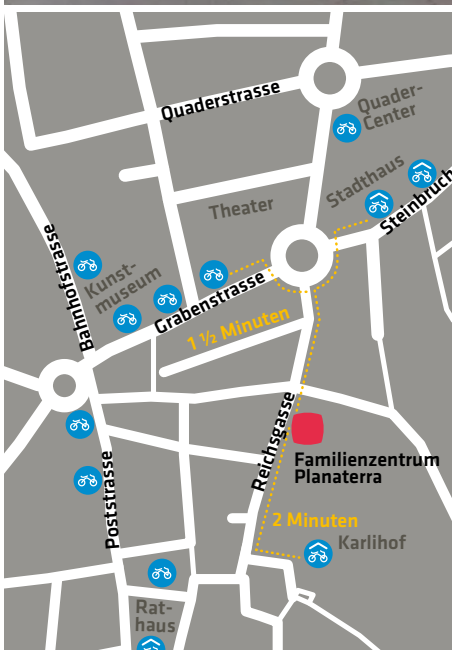 Quaderstrasse
Quader-
Center
Stadthaus
Steinbruch
Theater
Bahnhofstrasse
Kunst-
museum
Grabenstrasse
1 ½ Minuten
Reichsgasse
Familienzentrum
Planaterra
Poststrasse
2 Minuten
Karlihof
Rat-
haus